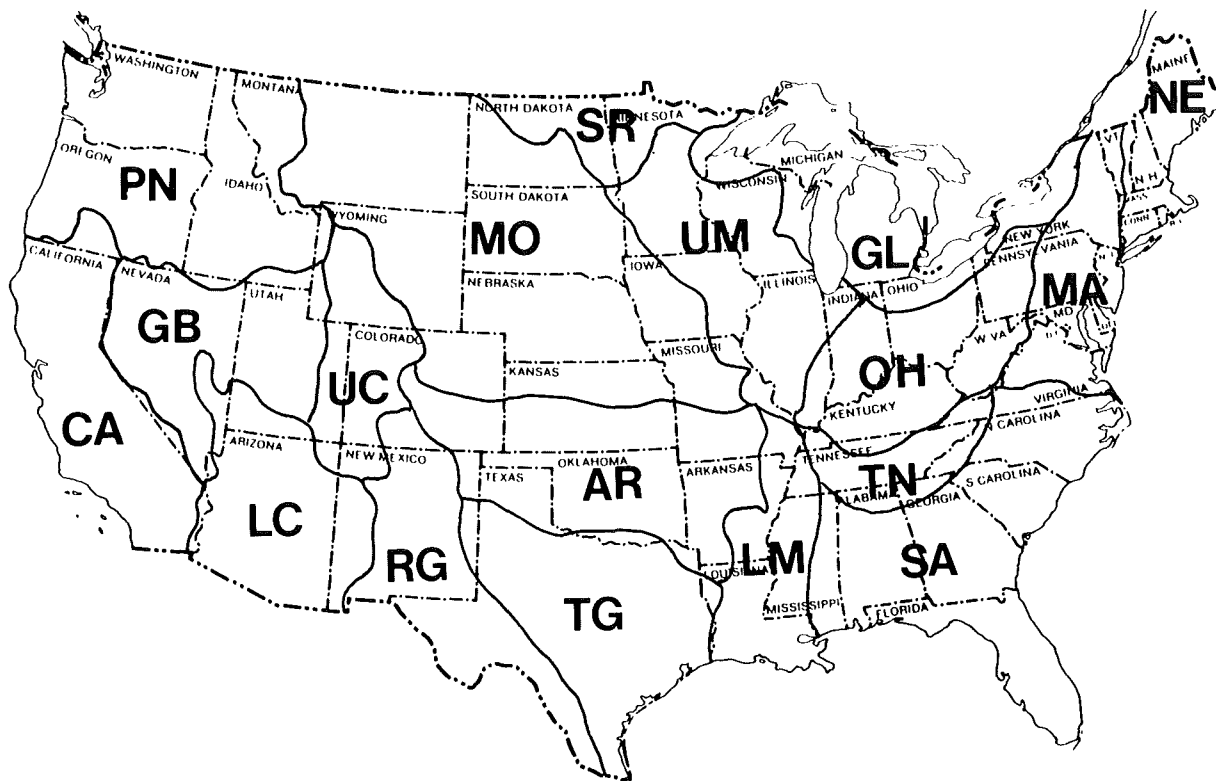 WASHINGTON
MONTAN
NORTH DAKOTA
MINNESOTA
SR
MAINE
NE
OREGON
PN
IDAHO
WYOMING
SOUTH DAKOTA
MO
WISCONSIN
MICHIGAN
UM
GL
VT
N H
MASS
CONN
R I
NEW YORK
CALIFORNIA
NEVADA
GB
UTAH
NEBRASKA
IOWA
ILLINOIS
INDIANA
OHIO
PENNSYLVANIA
MA
MD
W VA
COLORADO
UC
KANSAS
MISSOURI
OH
KENTUCKY
VIRGINIA
CA
ARIZONA
NEW MEXICO
TEXAS
OKLAHOMA
AR
ARKANSAS
TENNESSEE
TN
N CAROLINA
S CAROLINA
LC
RG
TG
LOUISIANA
LM
MISSISSIPPI
ALABAMA
GEORGIA
SA
FLORIDA